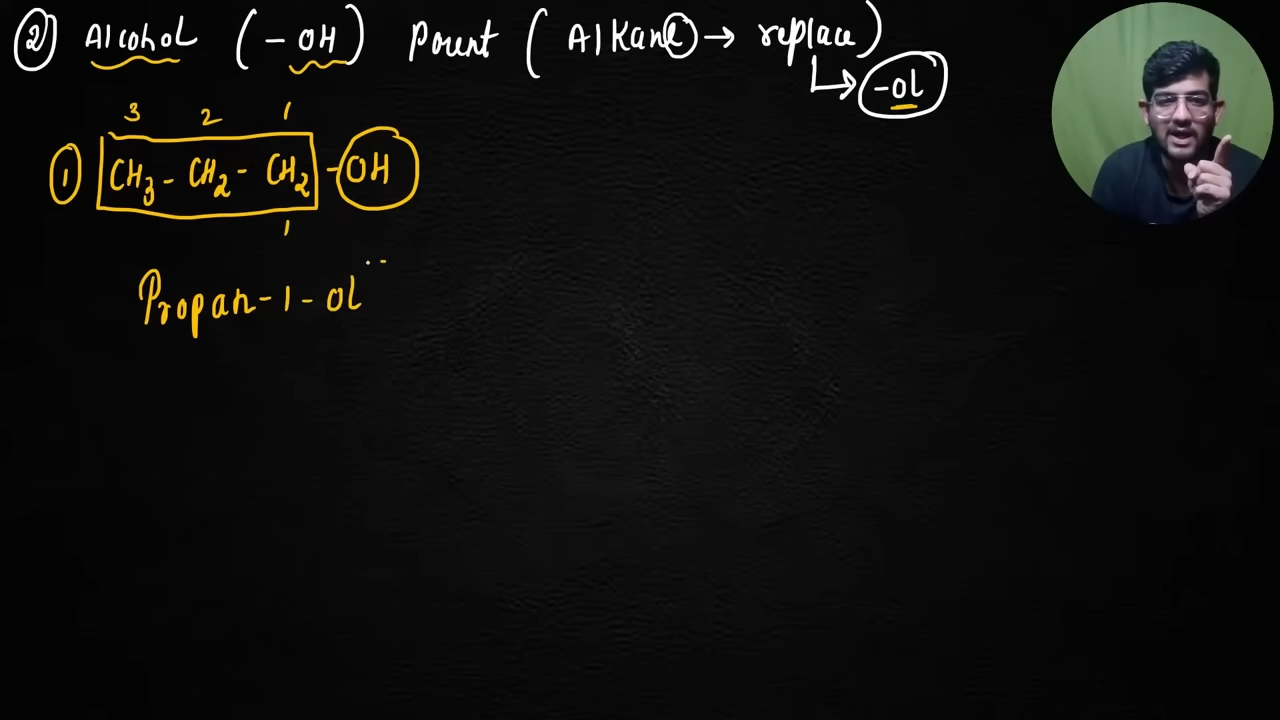 ② Alcohol (-OH) Parent (Alkane → replace)
↳ -ol
3 2 1
① CH3 - CH2 - CH2 - OH
1
Propan-1-ol